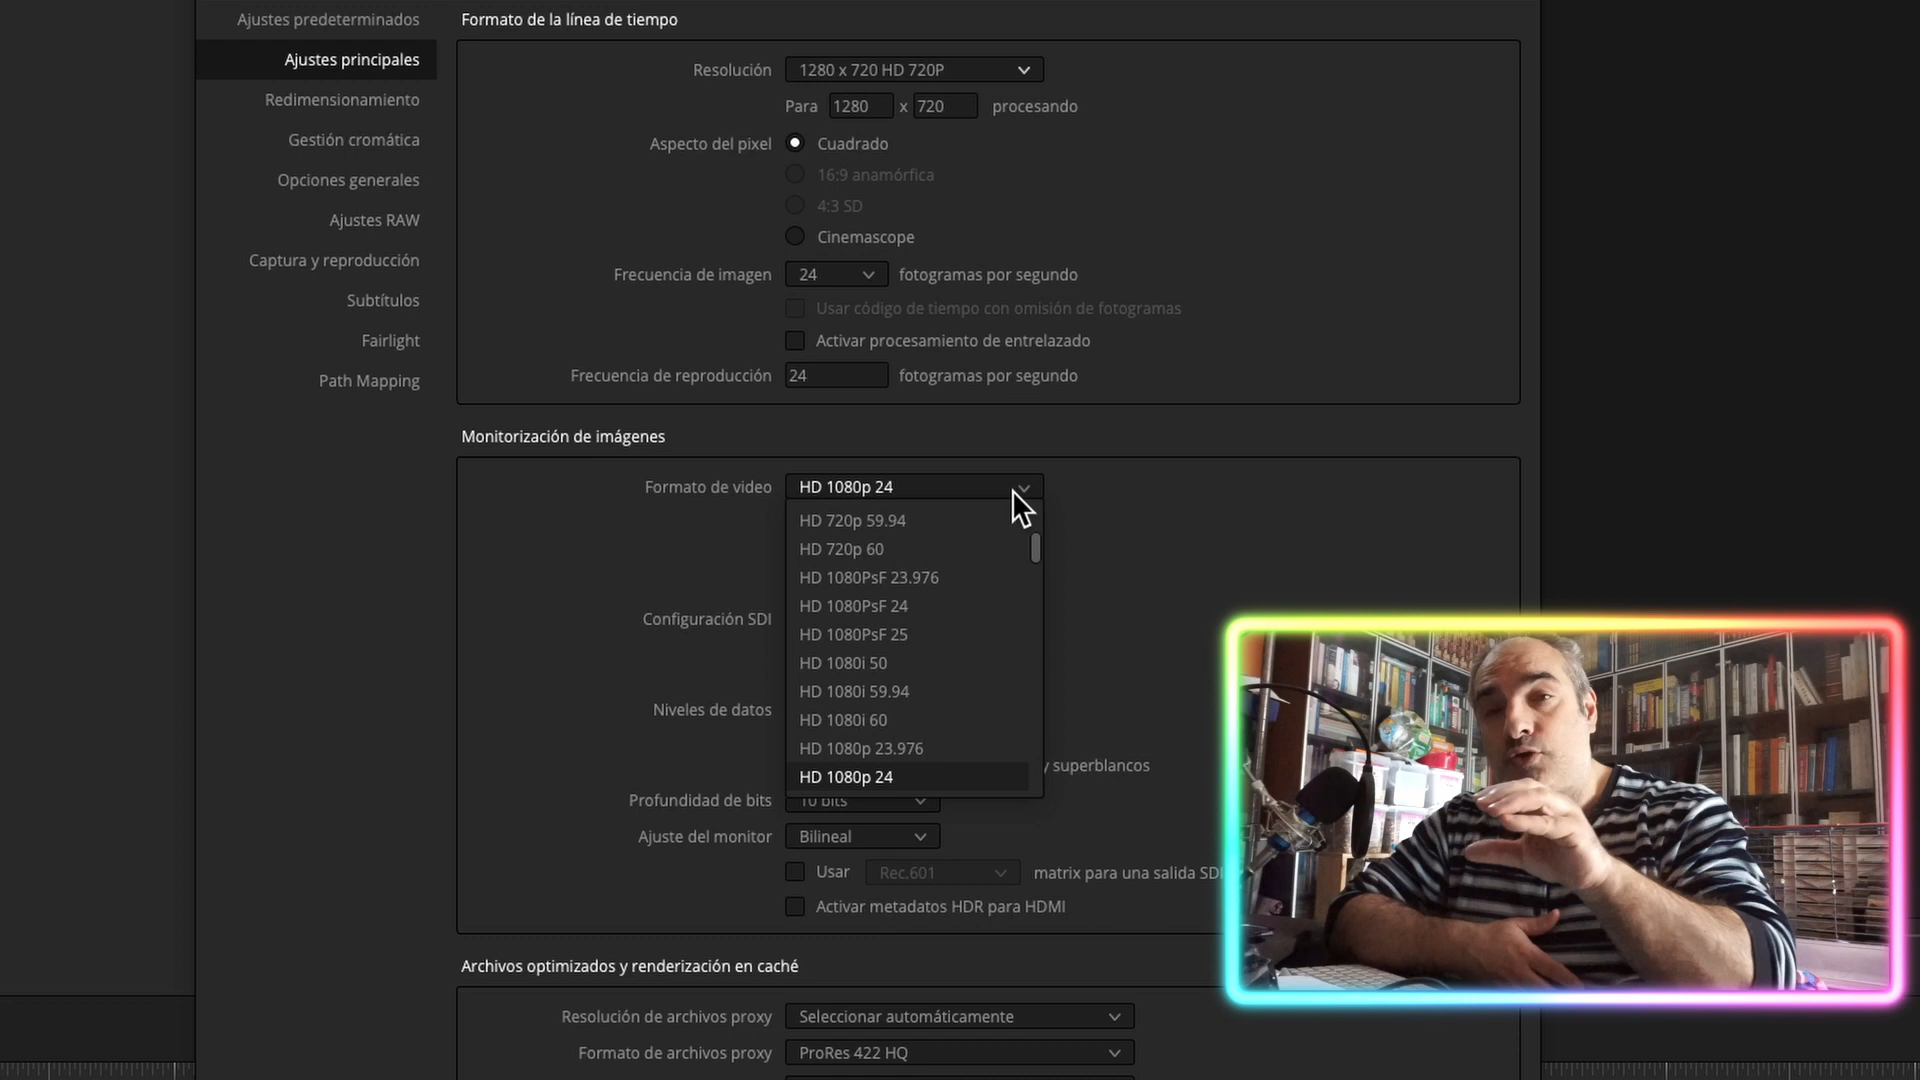 Ajustes predeterminados
Ajustes principales
Redimensionamiento
Gestión cromática
Opciones generales
Ajustes RAW
Captura y reproducción
Subtítulos
Fairlight
Path Mapping
Formato de la línea de tiempo
Resolución 1280 x 720 HD 720P
Para 1280 x 720 procesando
Aspecto del pixel Cuadrado
16:9 anamórfica
4:3 SD
Cinemascope
Frecuencia de imagen 24 fotogramas por segundo
Usar código de tiempo con omisión de fotogramas
Activar procesamiento de entrelazado
Frecuencia de reproducción 24 fotogramas por segundo
Monitorización de imágenes
Formato de video HD 1080p 24
HD 720p 59.94
HD 720p 60
HD 1080PsF 23.976
HD 1080PsF 24
Configuración SDI
HD 1080PsF 25
HD 1080i 50
HD 1080i 59.94
Niveles de datos
HD 1080i 60
HD 1080p 23.976
y superblancos
HD 1080p 24
Profundidad de bits 10 bits
Ajuste del monitor Bilineal
Usar Rec.601 matrix para una salida SDI
Activar metadatos HDR para HDMI
Archivos optimizados y renderización en caché
Resolución de archivos proxy Seleccionar automáticamente
Formato de archivos proxy ProRes 422 HQ